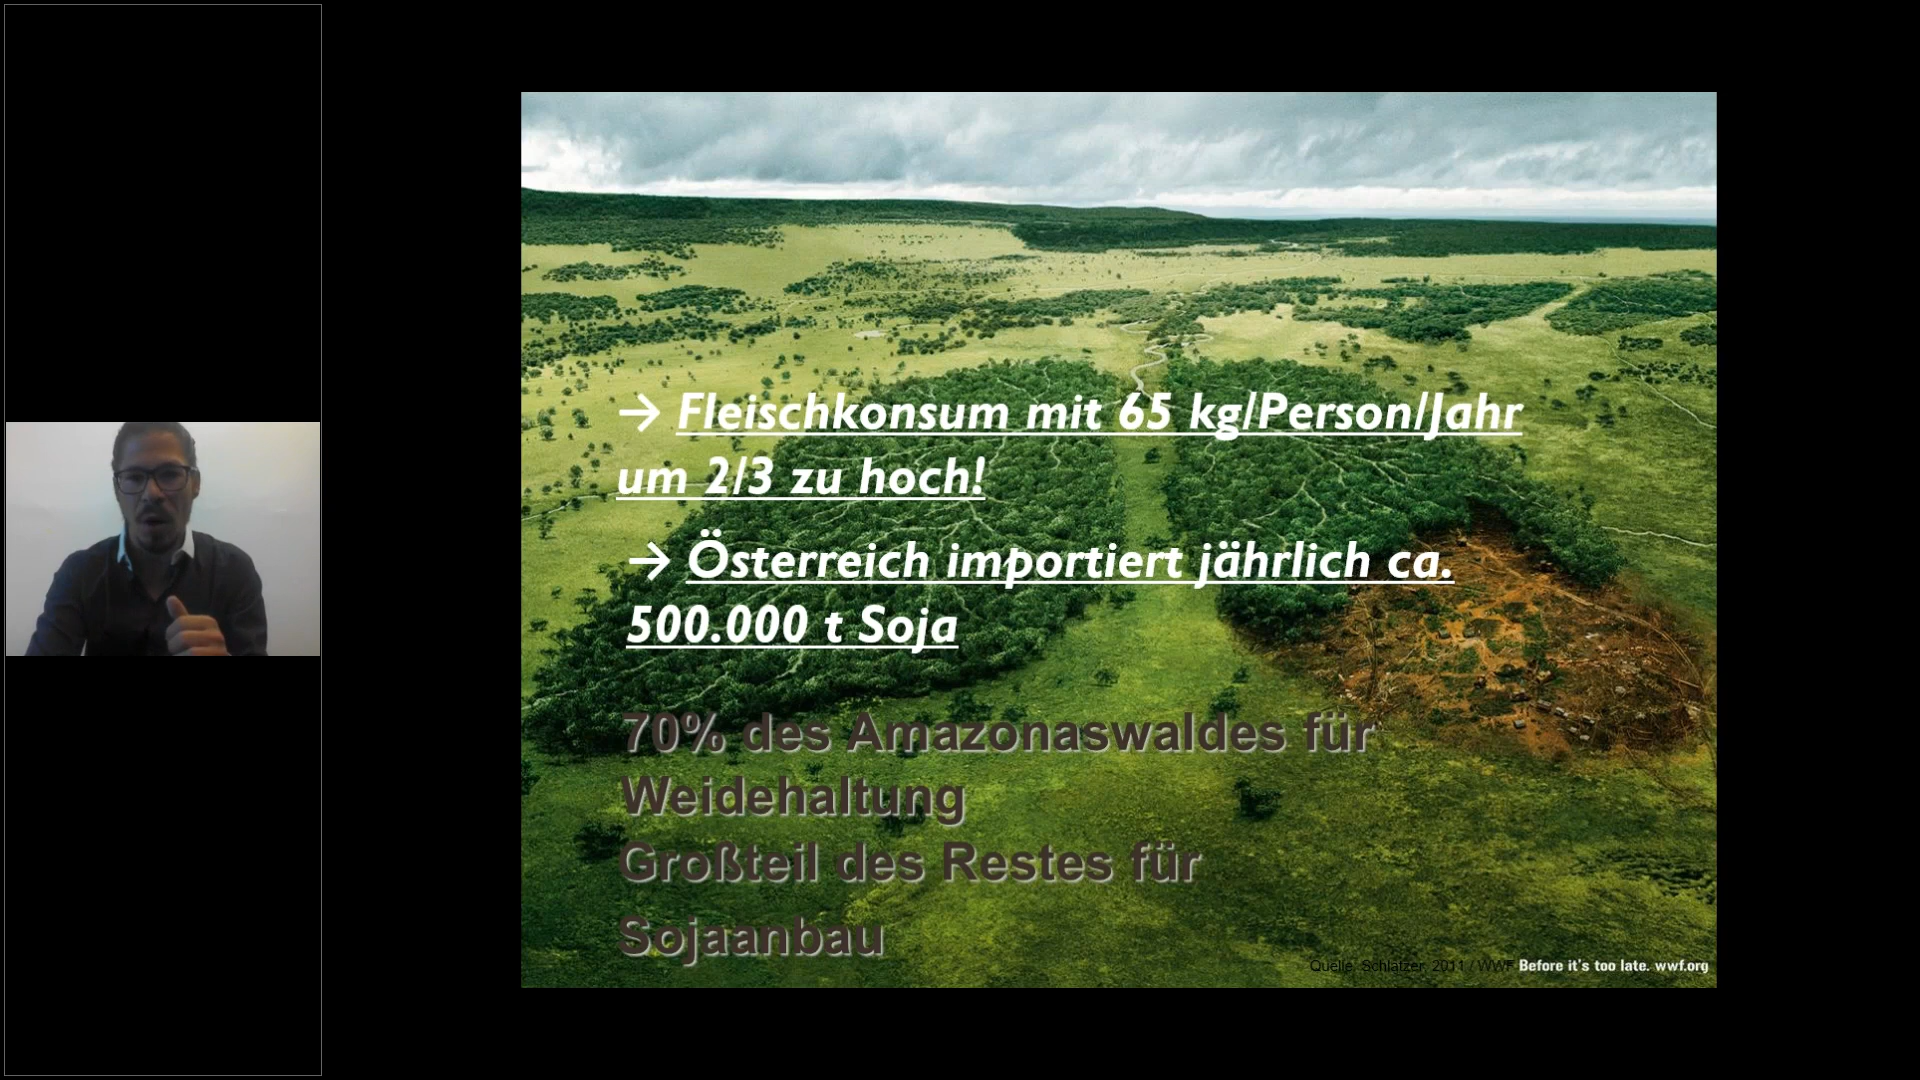 → Fleischkonsum mit 65 kg/Person/Jahr
um 2/3 zu hoch!
→ Österreich importiert jährlich ca.
500.000 t Soja
70% des Amazonaswaldes für
Weidehaltung
Großteil des Restes für
Sojaanbau
Quelle: Schlatzer, 2011 / WWF
Before it's too late. wwf.org